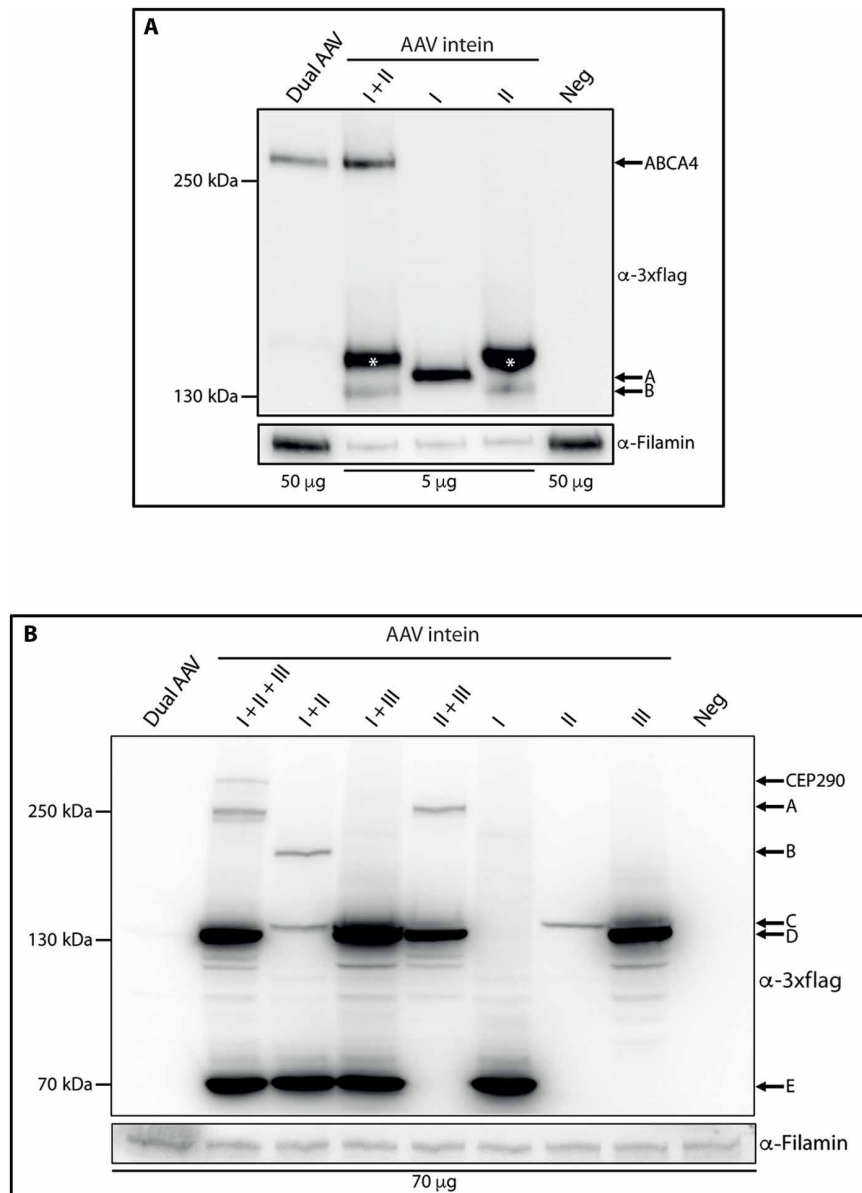 A
AAV intein
Dual AAV
I + II
I
II
Neg
ABCA4
250 kDa
α-3xflag
*
*
A
B
130 kDa
α-Filamin
50 μg
5 μg
50 μg
B
AAV intein
Dual AAV
I + II + III
I + II
I + III
II + III
I
II
III
Neg
CEP290
250 kDa
A
B
C
130 kDa
D
α-3xflag
70 kDa
E
α-Filamin
70 μg